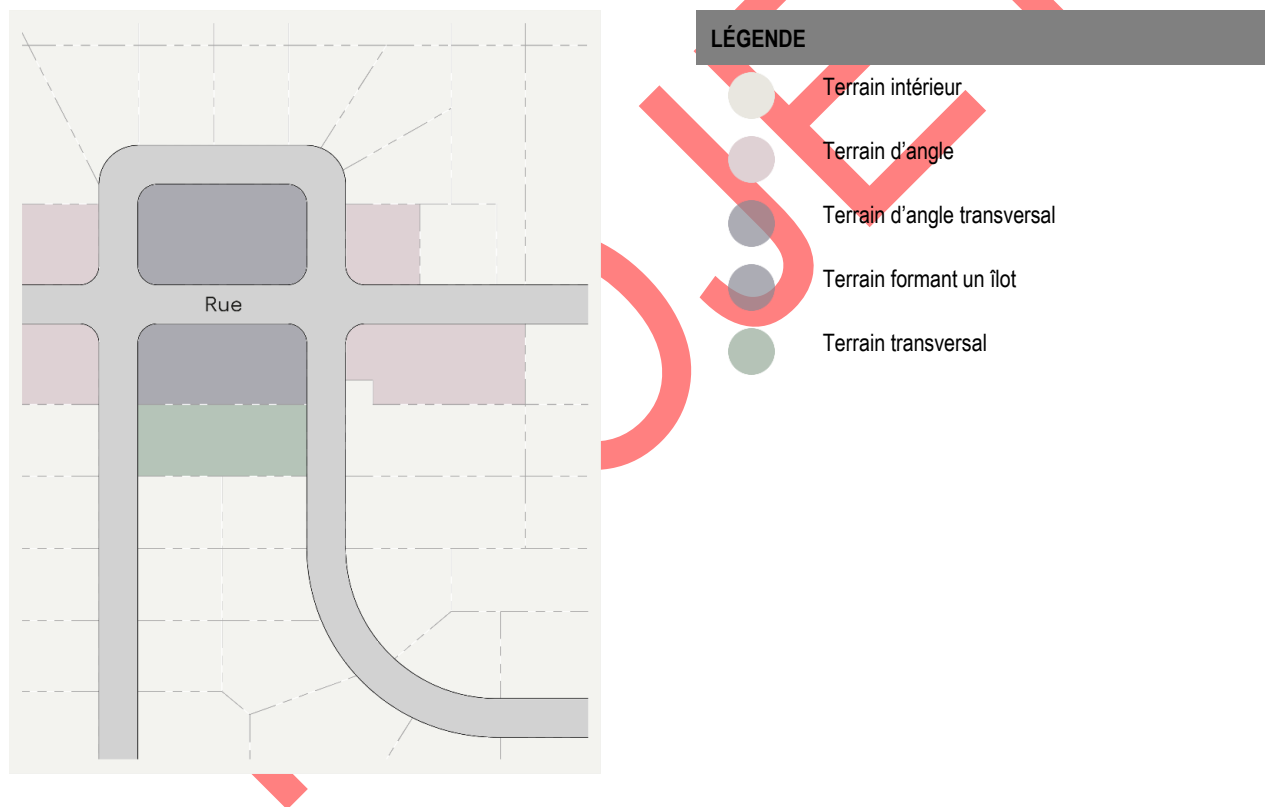 Rue
LÉGENDE
Terrain intérieur
Terrain d'angle
Terrain d'angle transversal
Terrain formant un îlot
Terrain transversal